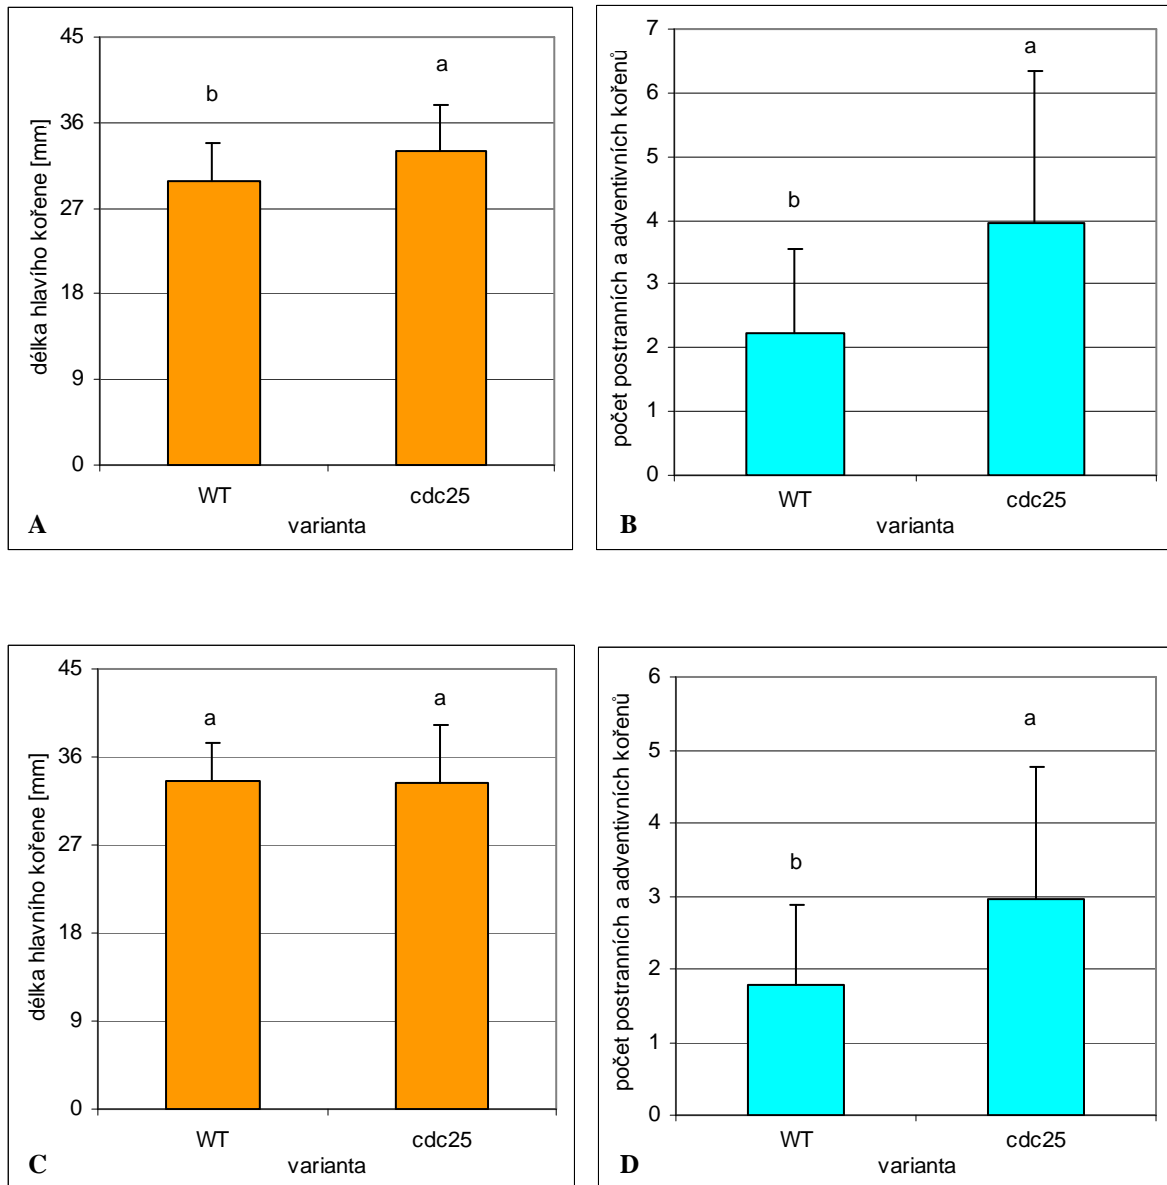 délka hlavího kořene [mm]
45
36
27
18
9
0
b
a
WT
cdc25
varianta
A
počet postranních a adventivních kořenů
7
6
5
4
3
2
1
0
b
a
WT
cdc25
varianta
B
délka hlavního kořene [mm]
45
36
27
18
9
0
a
a
WT
cdc25
varianta
C
počet postranních a adventivních kořenů
6
5
4
3
2
1
0
b
a
WT
cdc25
varianta
D